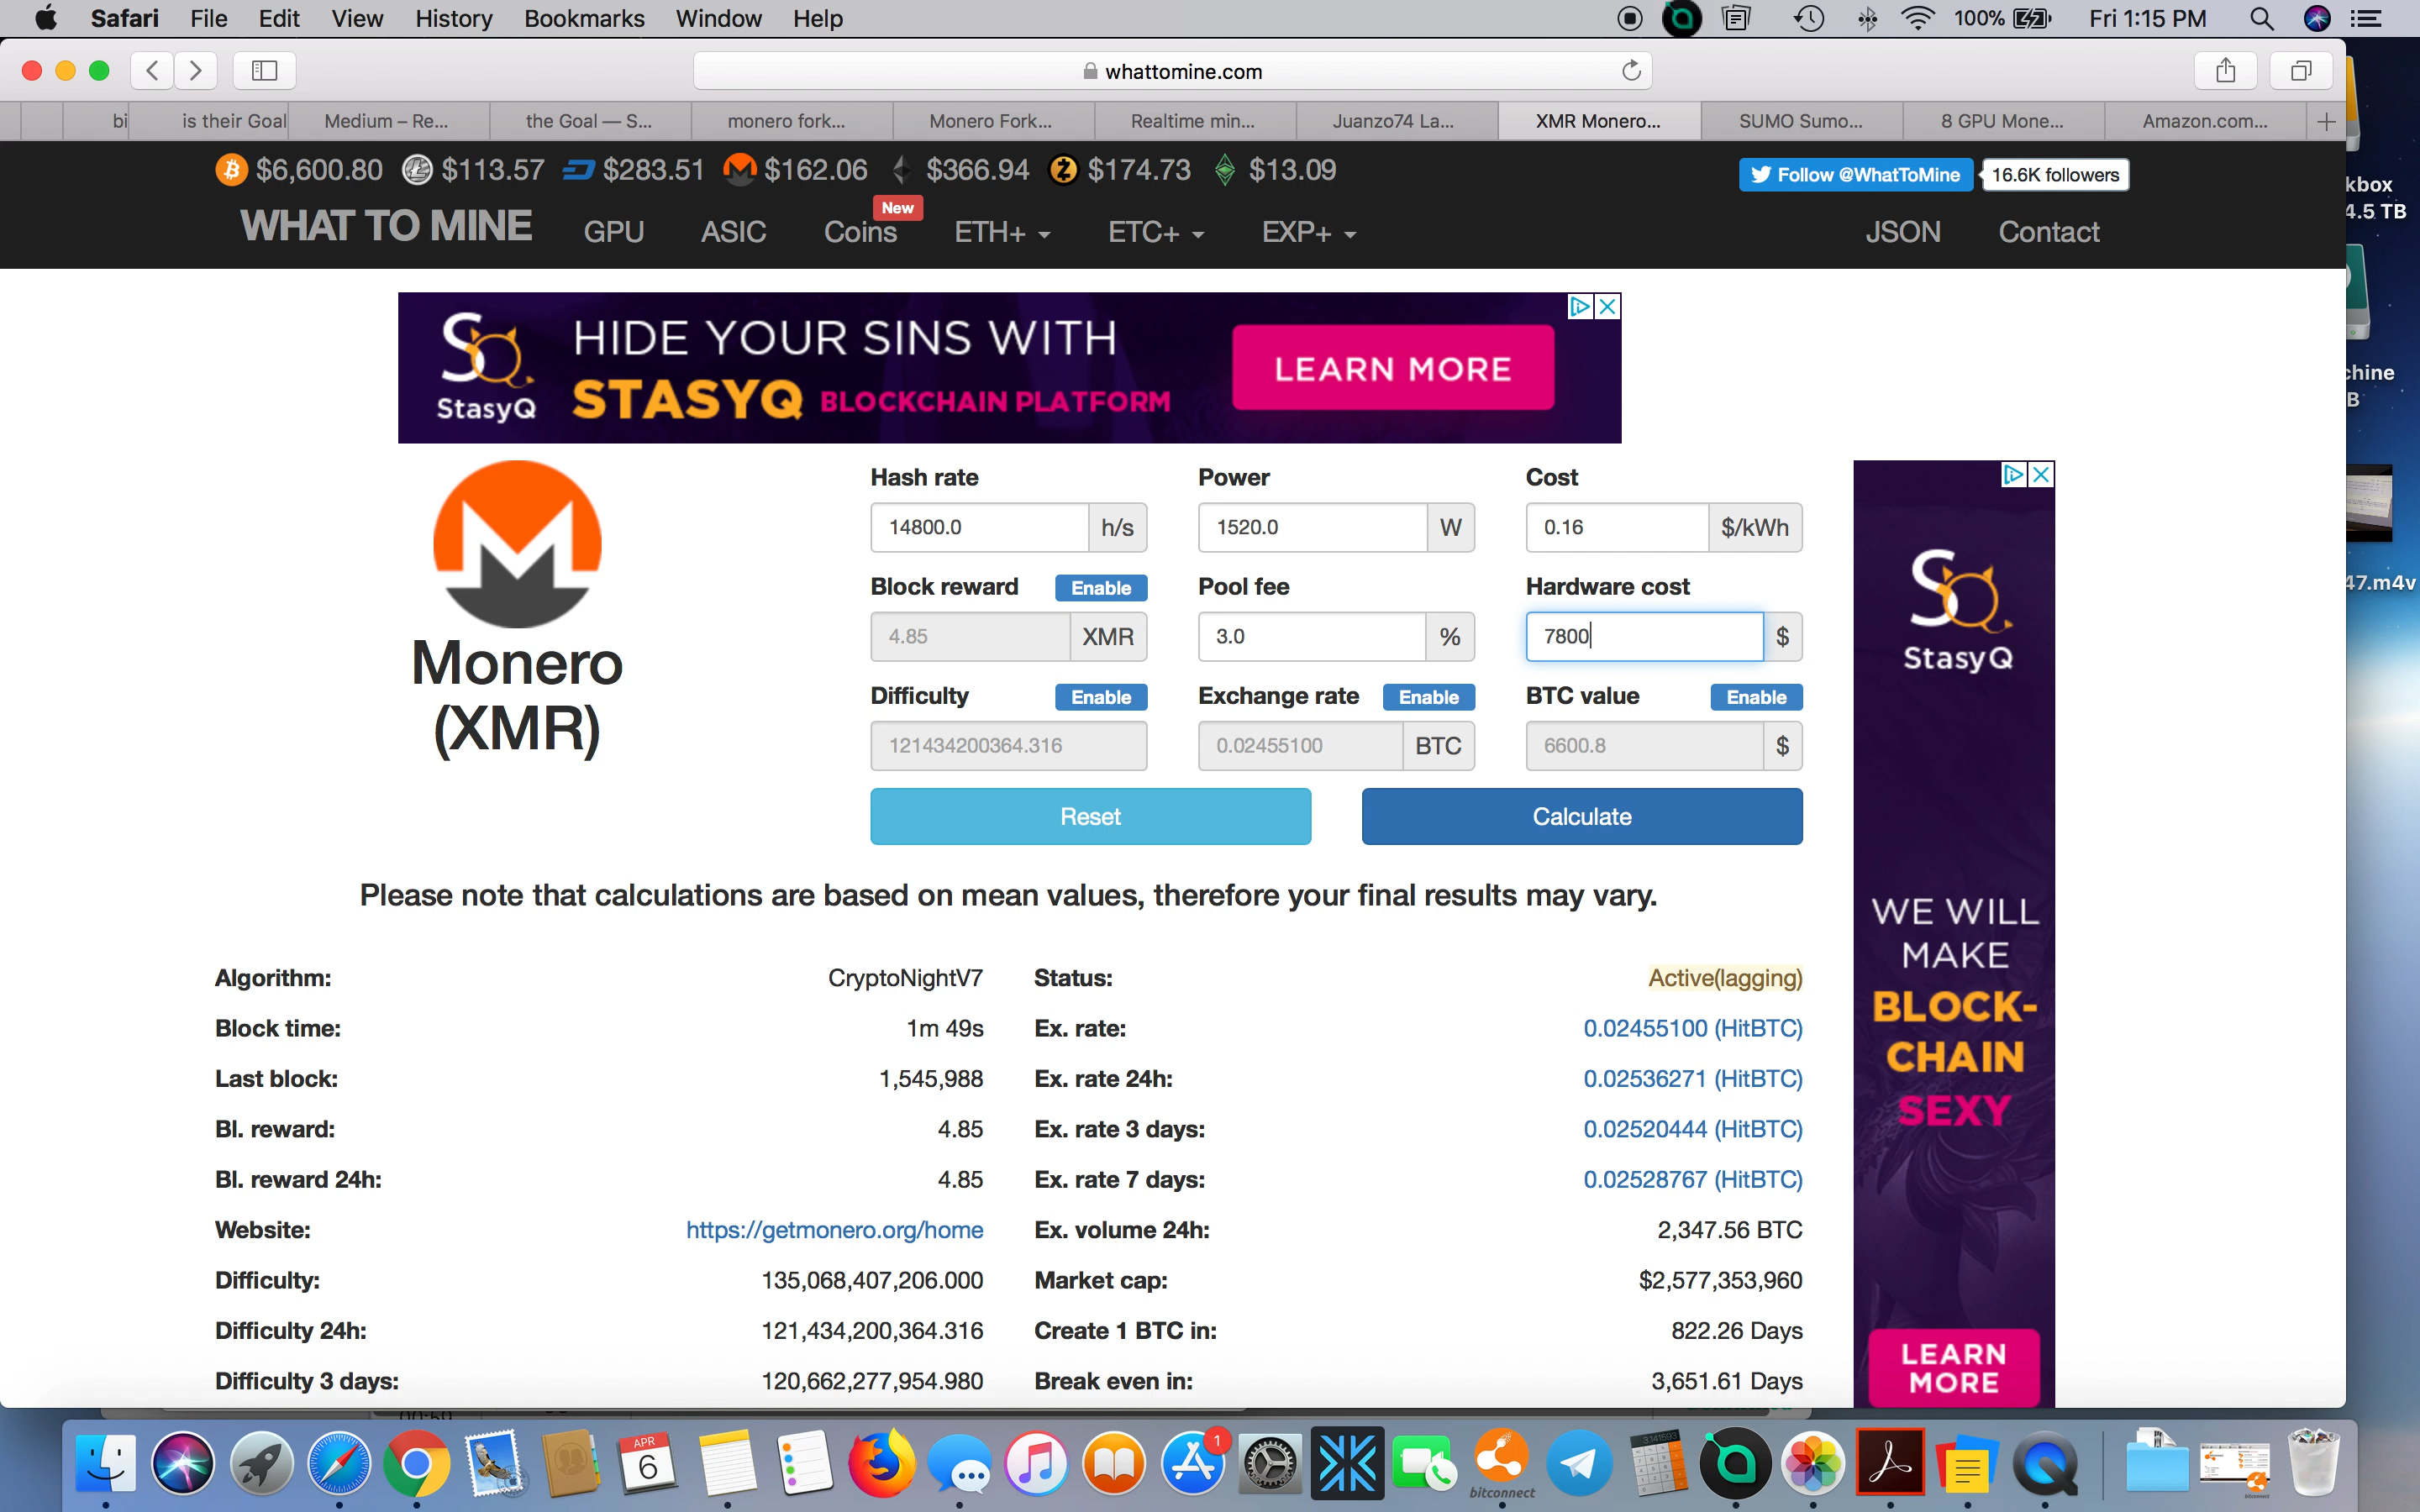 Safari File Edit View History Bookmarks Window Help 100% Fri 1:15 PM
whattomine.com
bi is their Goal Medium – Re... the Goal — S... monero fork... Monero Fork... Realtime min... Juanzo74 La... XMR Monero... SUMO Sumo... 8 GPU Mone... Amazon.com...
$6,600.80 $113.57 $283.51 $162.06 $366.94 $174.73 $13.09 Follow @WhatToMine 16.6K followers
WHAT TO MINE GPU ASIC Coins New ETH+ ETC+ EXP+ JSON Contact
kbox
4.5 TB
chine
B
47.m4v
StasyQ
HIDE YOUR SINS WITH
STASYQ BLOCKCHAIN PLATFORM
LEARN MORE
Monero
(XMR)
Hash rate Power Cost
14800.0 h/s 1520.0 W 0.16 $/kWh
Block reward Enable Pool fee Hardware cost
4.85 XMR 3.0 % 7800 $
Difficulty Enable Exchange rate Enable BTC value Enable
121434200364.316 0.02455100 BTC 6600.8 $
Reset Calculate
Please note that calculations are based on mean values, therefore your final results may vary.
Algorithm: CryptoNightV7 Status: Active(lagging)
Block time: 1m 49s Ex. rate: 0.02455100 (HitBTC)
Last block: 1,545,988 Ex. rate 24h: 0.02536271 (HitBTC)
Bl. reward: 4.85 Ex. rate 3 days: 0.02520444 (HitBTC)
Bl. reward 24h: 4.85 Ex. rate 7 days: 0.02528767 (HitBTC)
Website: https://getmonero.org/home Ex. volume 24h: 2,347.56 BTC
Difficulty: 135,068,407,206.000 Market cap: $2,577,353,960
Difficulty 24h: 121,434,200,364.316 Create 1 BTC in: 822.26 Days
Difficulty 3 days: 120,662,277,954.980 Break even in: 3,651.61 Days
StasyQ
WE WILL
MAKE
BLOCK-
CHAIN
SEXY
LEARN
MORE
APR
6
1
bitconnect